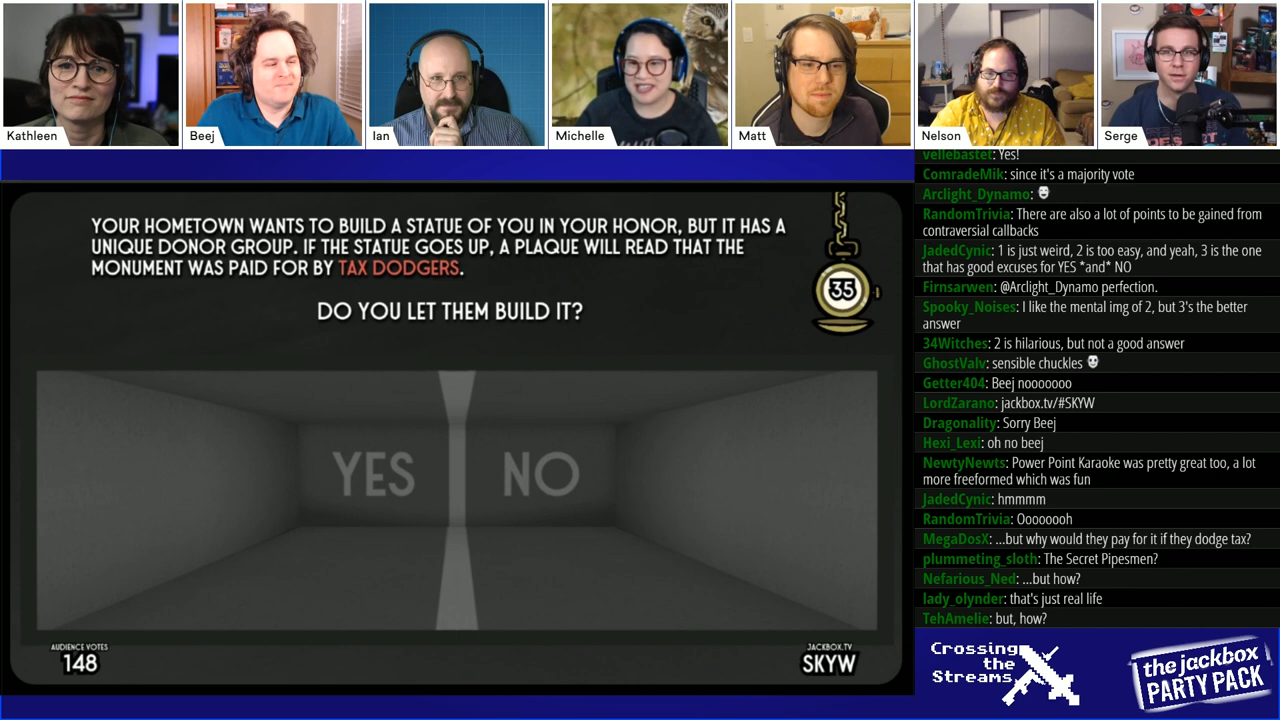 Kathleen
Beej
Ian
Michelle
Matt
Nelson
Serge
YOUR HOMETOWN WANTS TO BUILD A STATUE OF YOU IN YOUR HONOR, BUT IT HAS A
UNIQUE DONOR GROUP. IF THE STATUE GOES UP, A PLAQUE WILL READ THAT THE
MONUMENT WAS PAID FOR BY TAX DODGERS.
35
DO YOU LET THEM BUILD IT?
YES
NO
AUDIENCE VOTES
148
JACKBOX.TV
SKYW
vellebastet: Yes!
ComradeMik: since it's a majority vote
Arclight_Dynamo:
RandomTrivia: There are also a lot of points to be gained from
contraversial callbacks
JadedCynic: 1 is just weird, 2 is too easy, and yeah, 3 is the one
that has good excuses for YES *and* NO
Firnsarwen: @Arclight_Dynamo perfection.
Spooky_Noises: I like the mental img of 2, but 3's the better
answer
34Witches: 2 is hilarious, but not a good answer
GhostValv: sensible chuckles
Getter404: Beej nooooooo
LordZarano: jackbox.tv/#SKYW
Dragonality: Sorry Beej
Hexi_Lexi: oh no beej
NewtyNewts: Power Point Karaoke was pretty great too, a lot
more freeformed which was fun
JadedCynic: hmmmm
RandomTrivia: Oooooooh
MegaDosX: ...but why would they pay for it if they dodge tax?
plummeting_sloth: The Secret Pipesmen?
Nefarious_Ned: ...but how?
lady_olynder: that's just real life
TehAmelie: but, how?
Crossing
the
Streams
the jackbox
PARTY PACK